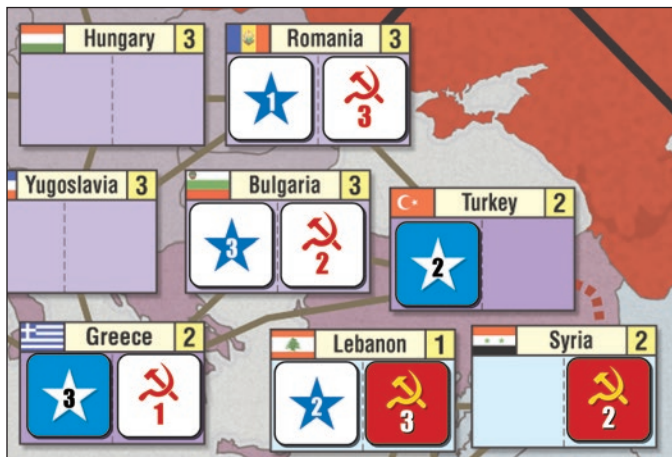 Hungary 3
Romania 3
1 3
Yugoslavia 3
Bulgaria 3
3 2
Turkey 2
2
Greece 2
3 1
Lebanon 1
2 3
Syria 2
2